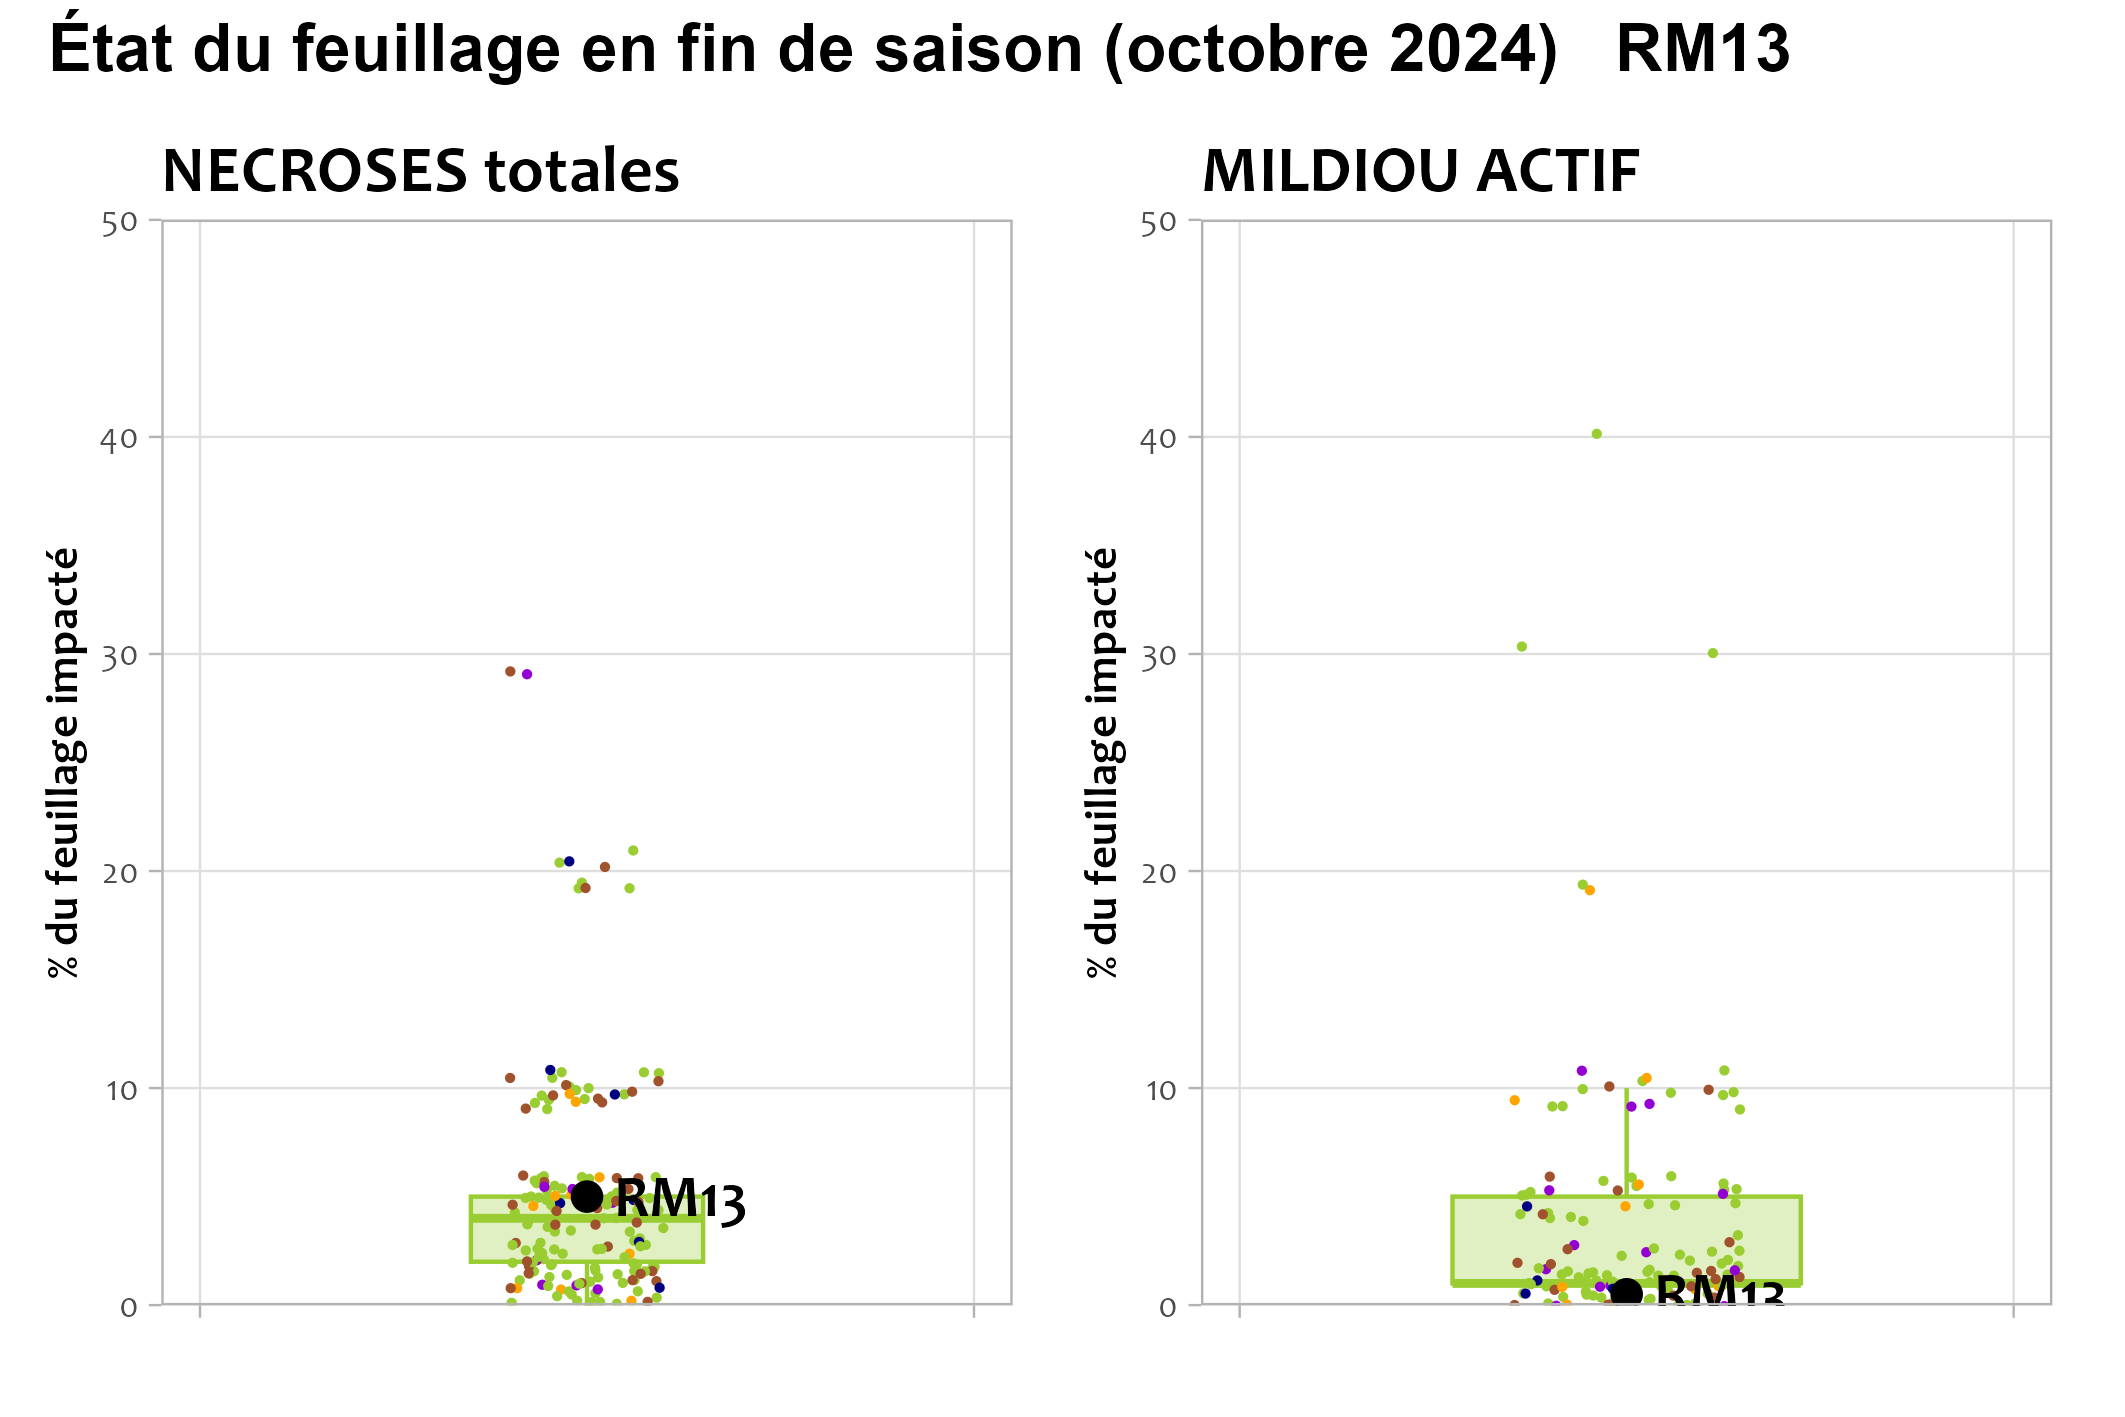 État du feuillage en fin de saison (octobre 2024) RM13
NECROSES totales
MILDIOU ACTIF
% du feuillage impacté
50
40
30
20
10
0
RM13
% du feuillage impacté
50
40
30
20
10
0
RM13